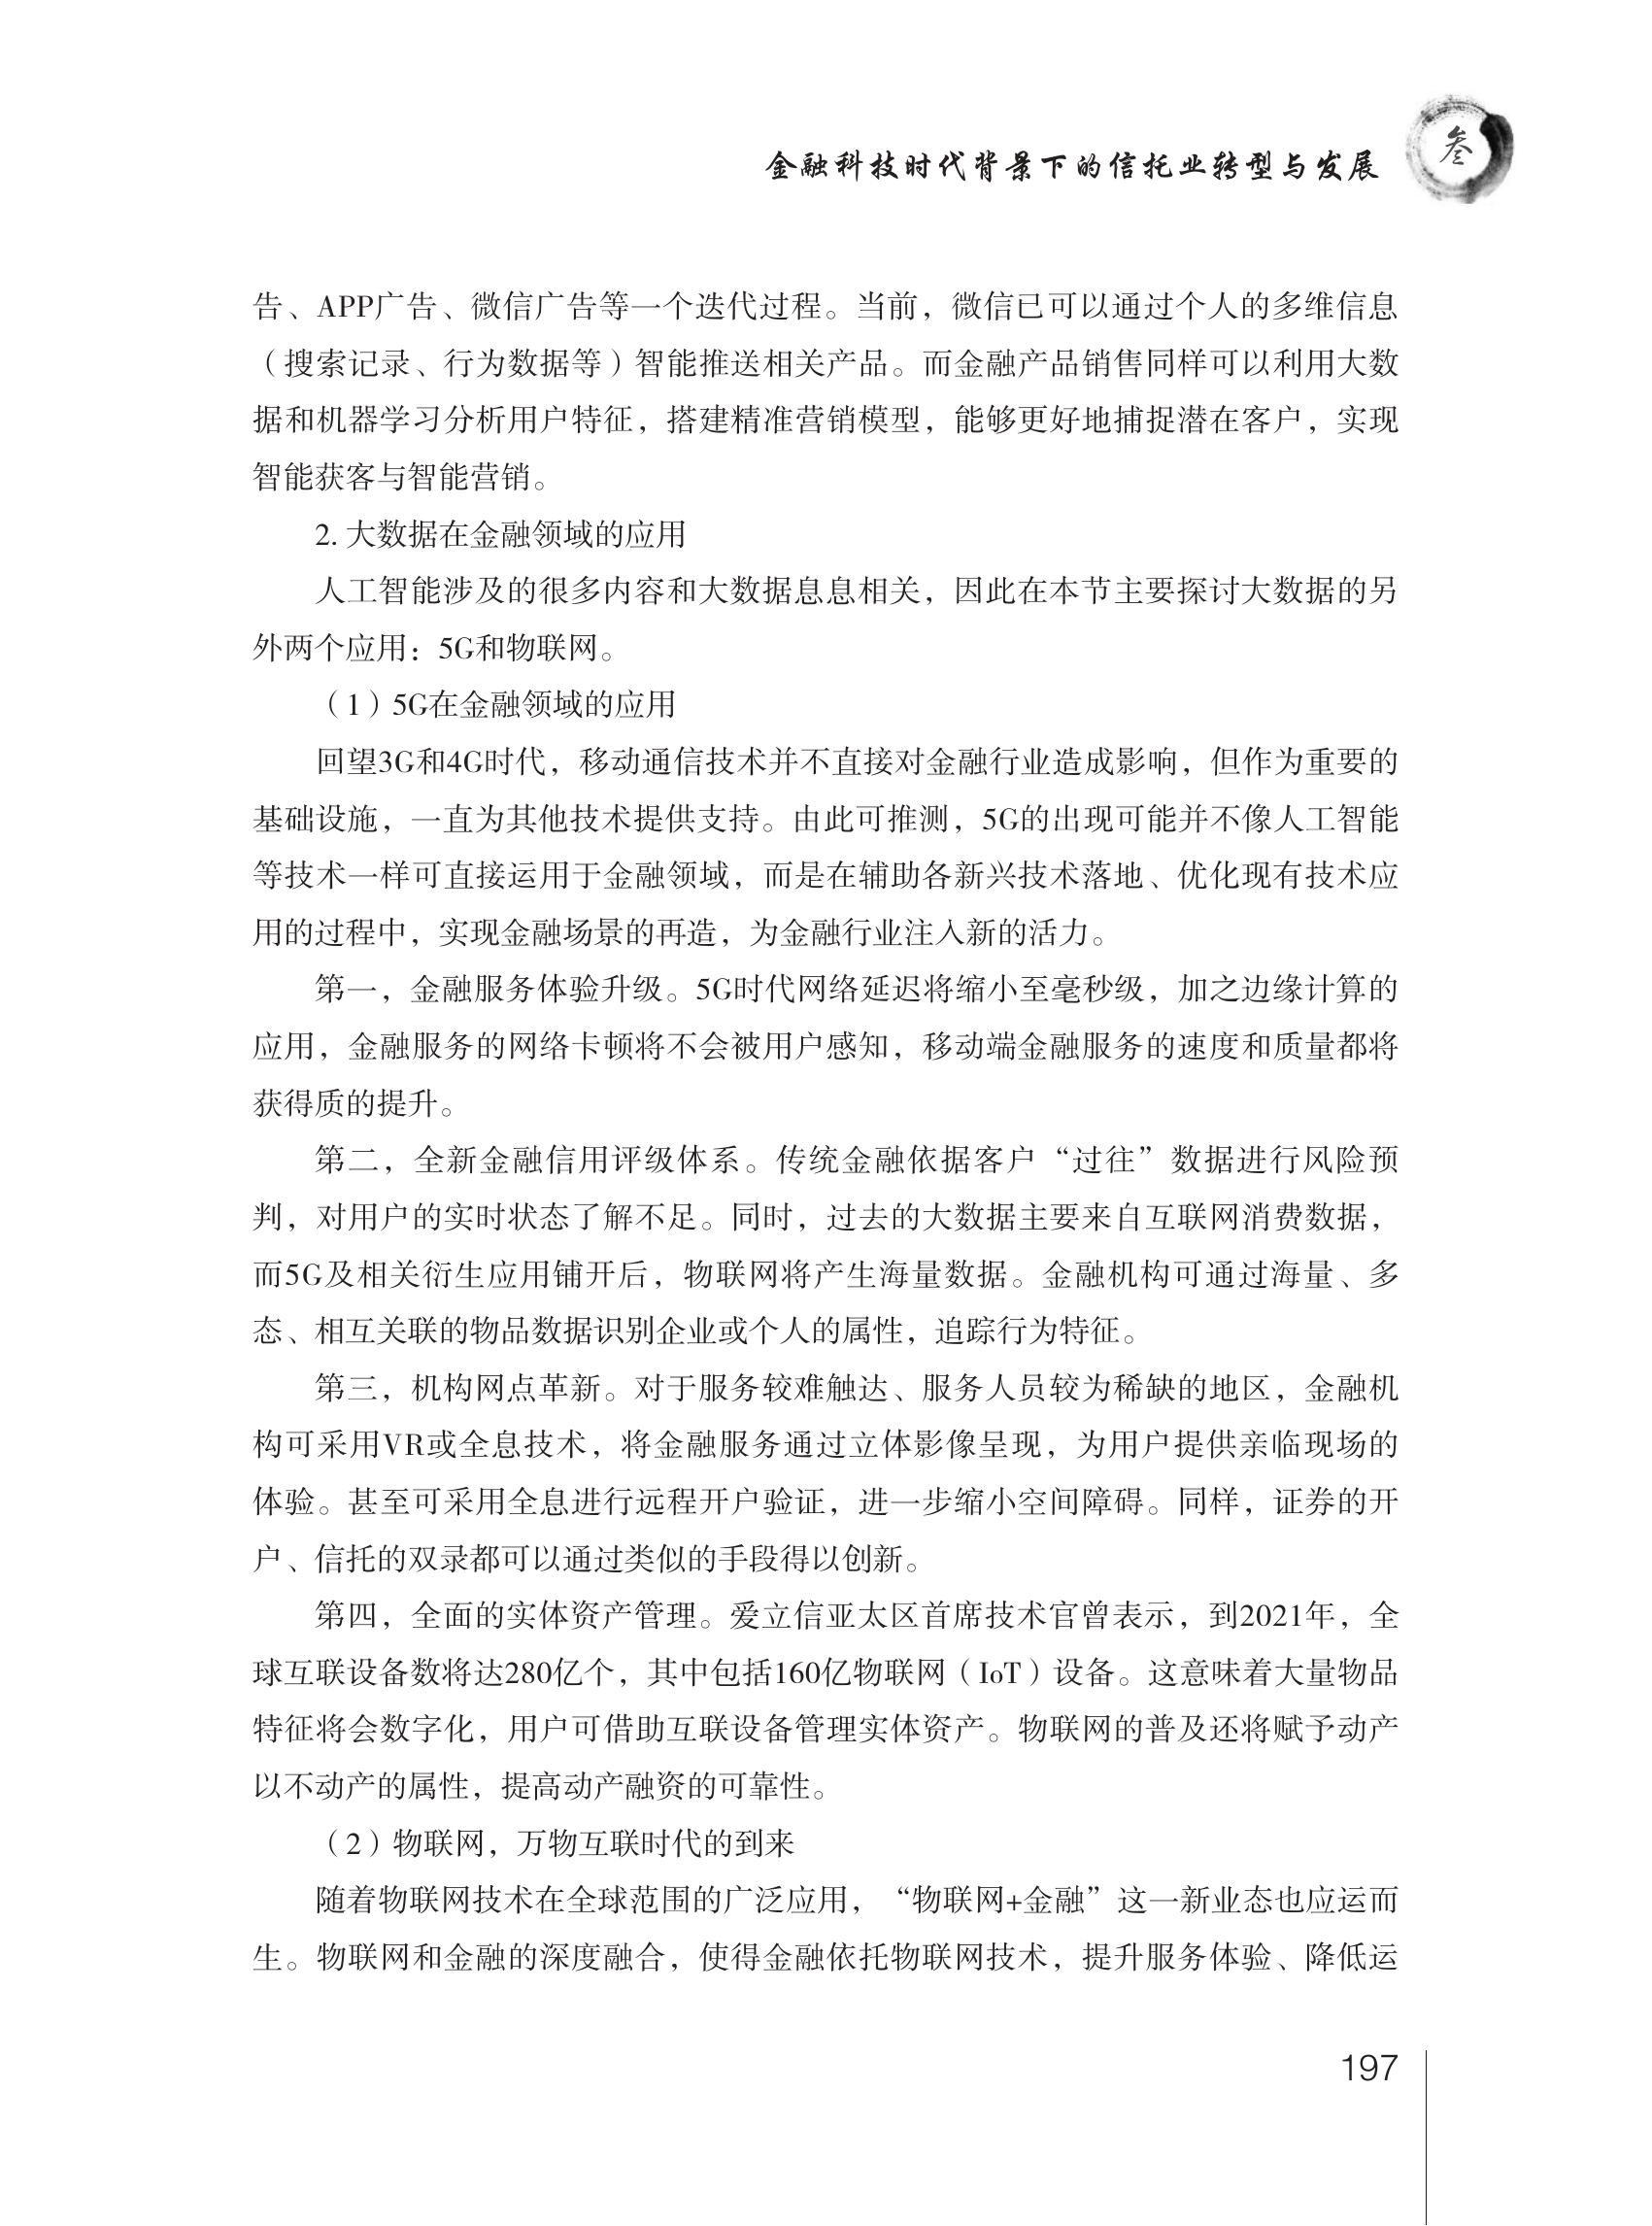 金融科技时代背景下的信托业转型与发展
叁
告、APP广告、微信广告等一个迭代过程。当前，微信已可以通过个人的多维信息
（搜索记录、行为数据等）智能推送相关产品。而金融产品销售同样可以利用大数
据和机器学习分析用户特征，搭建精准营销模型，能够更好地捕捉潜在客户，实现
智能获客与智能营销。
2. 大数据在金融领域的应用
人工智能涉及的很多内容和大数据息息相关，因此在本节主要探讨大数据的另
外两个应用：5G和物联网。
（1）5G在金融领域的应用
回望3G和4G时代，移动通信技术并不直接对金融行业造成影响，但作为重要的
基础设施，一直为其他技术提供支持。由此可推测，5G的出现可能并不像人工智能
等技术一样可直接运用于金融领域，而是在辅助各新兴技术落地、优化现有技术应
用的过程中，实现金融场景的再造，为金融行业注入新的活力。
第一，金融服务体验升级。5G时代网络延迟将缩小至毫秒级，加之边缘计算的
应用，金融服务的网络卡顿将不会被用户感知，移动端金融服务的速度和质量都将
获得质的提升。
第二，全新金融信用评级体系。传统金融依据客户“过往”数据进行风险预
判，对用户的实时状态了解不足。同时，过去的大数据主要来自互联网消费数据，
而5G及相关衍生应用铺开后，物联网将产生海量数据。金融机构可通过海量、多
态、相互关联的物品数据识别企业或个人的属性，追踪行为特征。
第三，机构网点革新。对于服务较难触达、服务人员较为稀缺的地区，金融机
构可采用VR或全息技术，将金融服务通过立体影像呈现，为用户提供亲临现场的
体验。甚至可采用全息进行远程开户验证，进一步缩小空间障碍。同样，证券的开
户、信托的双录都可以通过类似的手段得以创新。
第四，全面的实体资产管理。爱立信亚太区首席技术官曾表示，到2021年，全
球互联设备数将达280亿个，其中包括160亿物联网（IoT）设备。这意味着大量物品
特征将会数字化，用户可借助互联设备管理实体资产。物联网的普及还将赋予动产
以不动产的属性，提高动产融资的可靠性。
（2）物联网，万物互联时代的到来
随着物联网技术在全球范围的广泛应用，“物联网+金融”这一新业态也应运而
生。物联网和金融的深度融合，使得金融依托物联网技术，提升服务体验、降低运
197